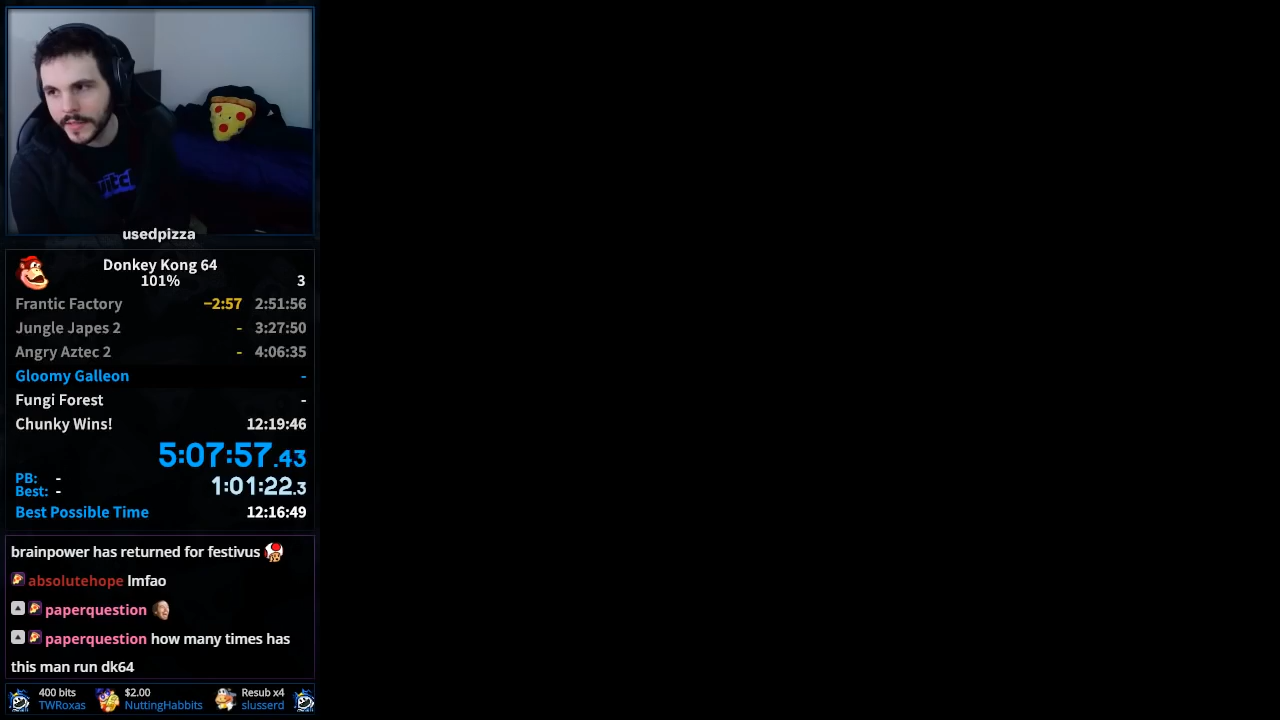 witch
usedpizza
Donkey Kong 64
101% 3
Frantic Factory −2:57 2:51:56
Jungle Japes 2 - 3:27:50
Angry Aztec 2 - 4:06:35
Gloomy Galleon -
Fungi Forest -
Chunky Wins! 12:19:46
5:07:57.43
PB: - 
Best: - 1:01:22.3
Best Possible Time 12:16:49
brainpower has returned for festivus
absolutehope lmfao
paperquestion
paperquestion how many times has
this man run dk64
400 bits $2.00 Resub x4
TWRoxas NuttingHabbits slusserd